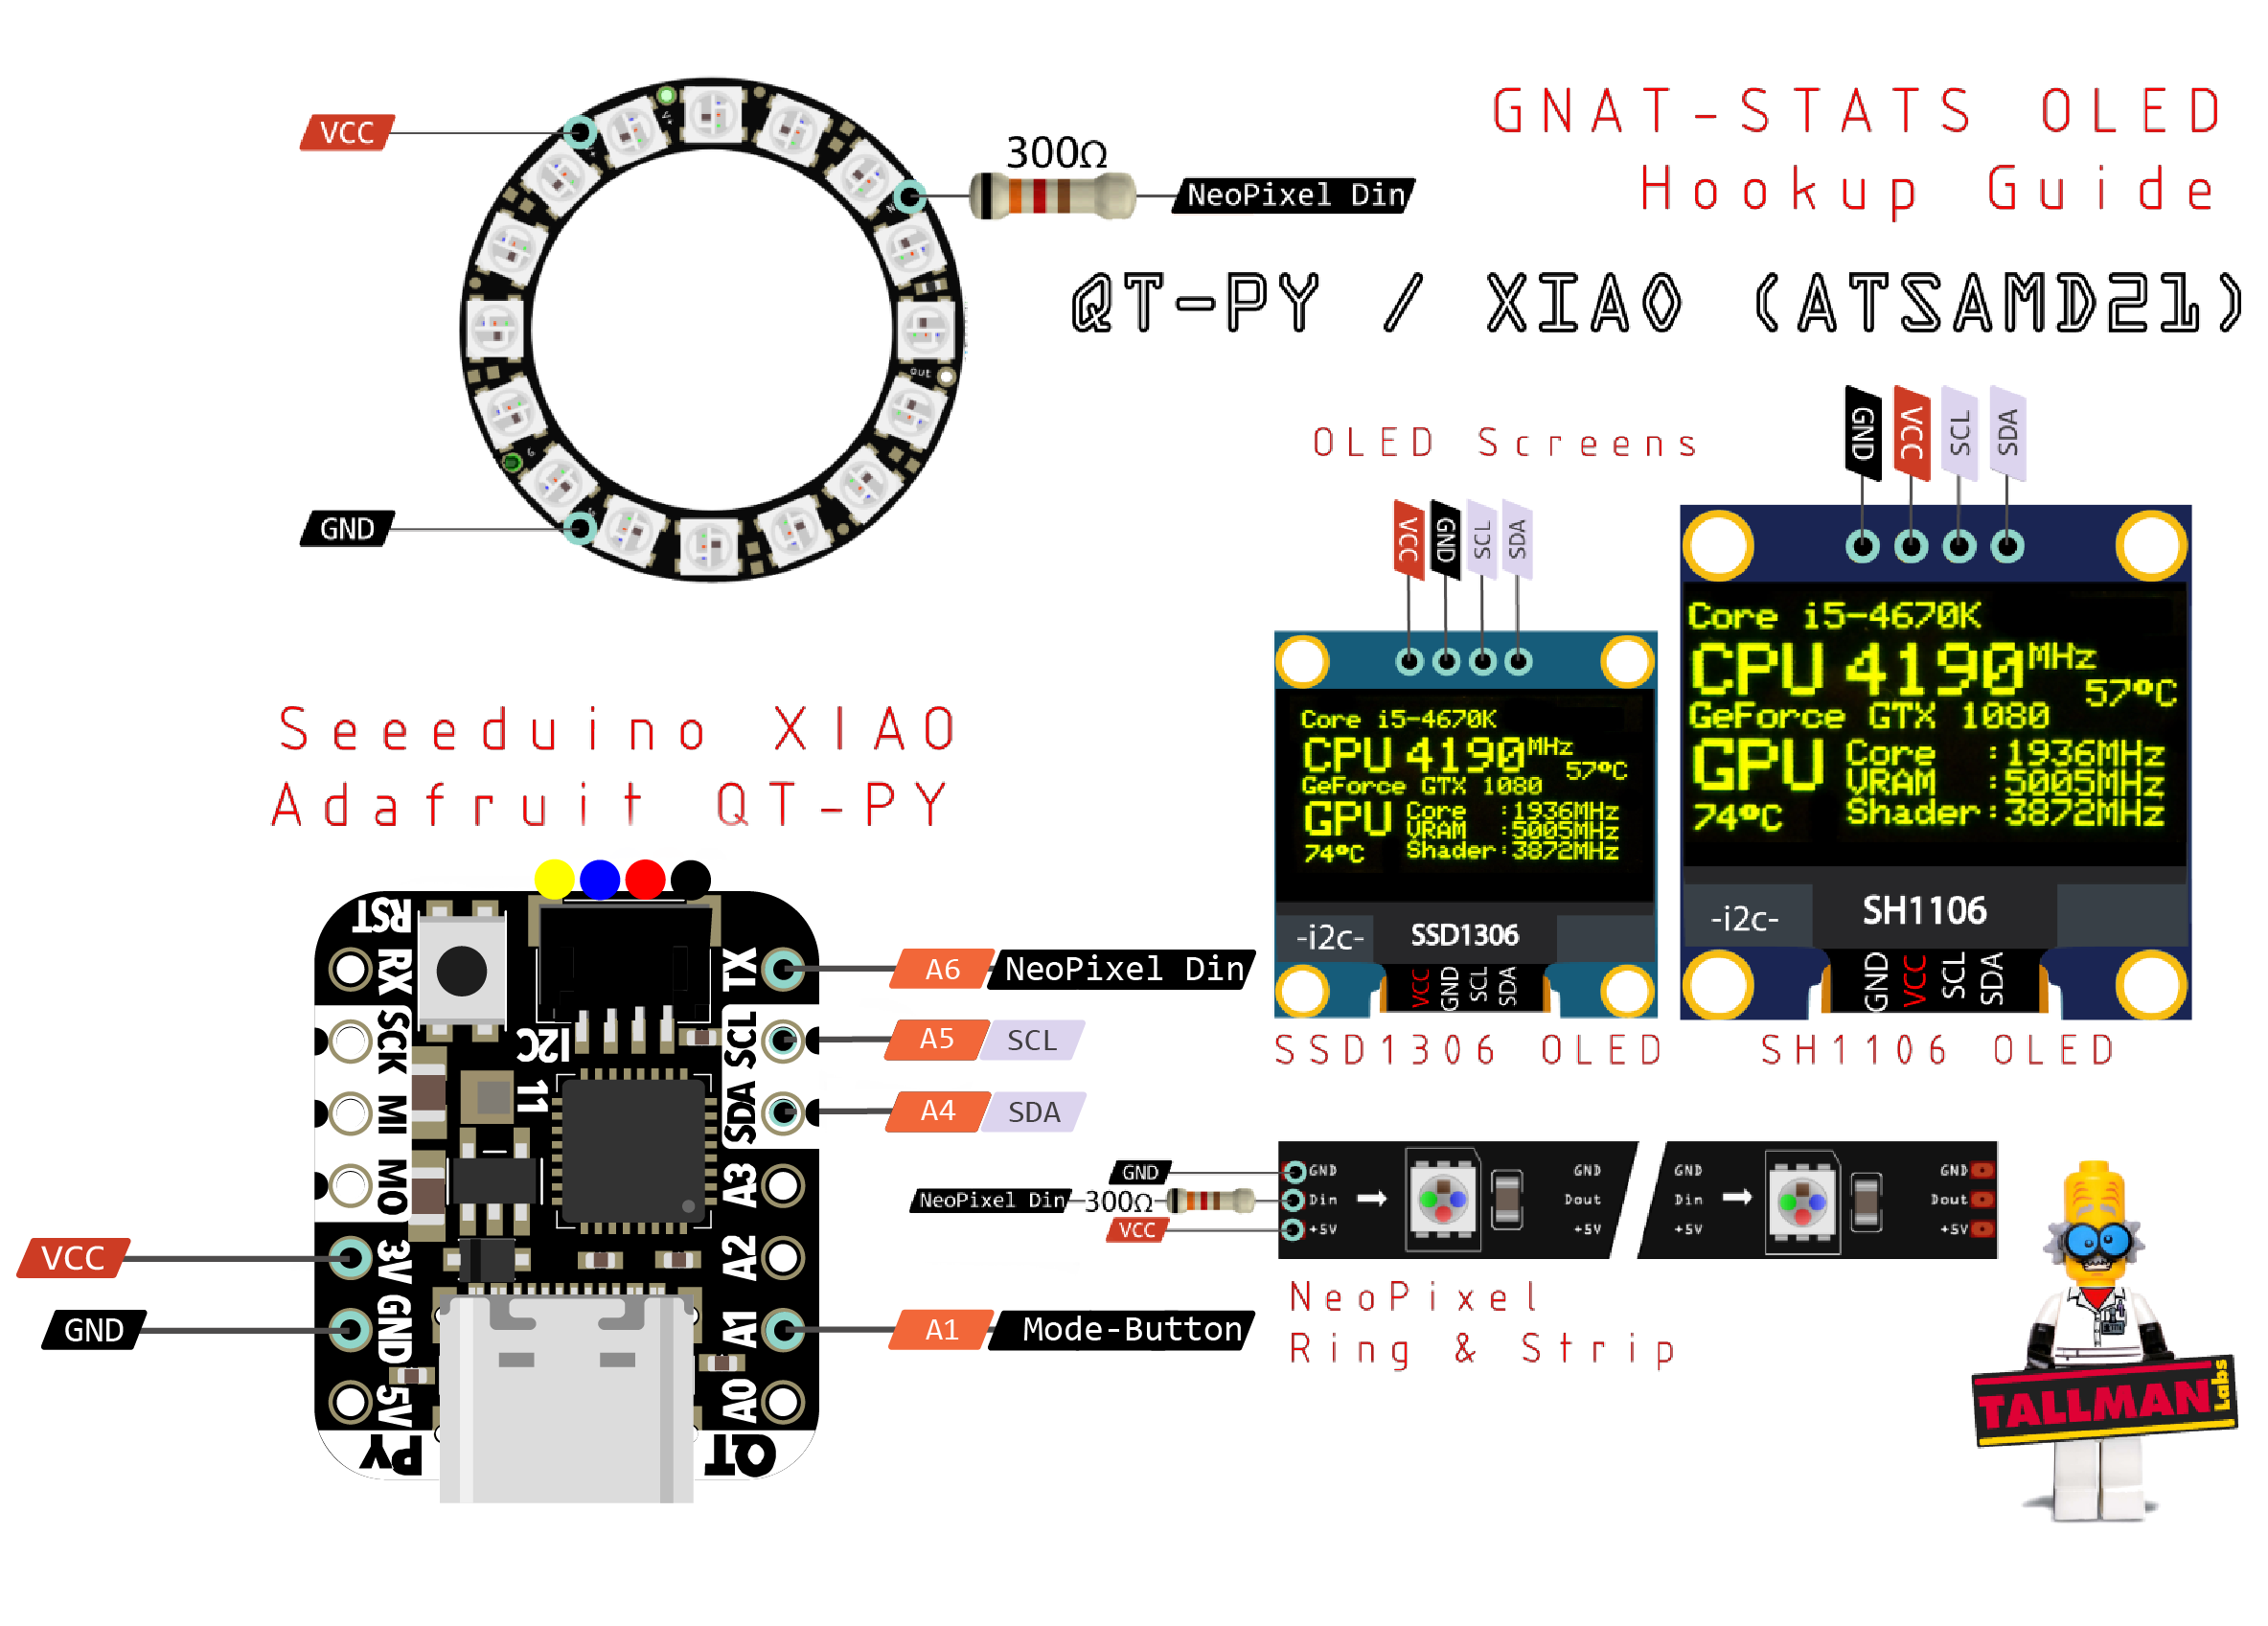 GNAT-STATS OLED
Hookup Guide
QT-PY / XIAO (ATSAMD21)
VCC
300Ω
NeoPixel Din
V+
out
G
GND
OLED Screens
VCC
GND
SCL
SDA
GND
VCC
SCL
SDA
Core i5-4670K
CPU 4190MHz
57ºC
GeForce GTX 1080
GPU
Core :1936MHz
VRAM :5005MHz
Shader:3872MHz
74ºC
-i2c-
SSD1306
VCC
GND
SCL
SDA
SSD1306 OLED
Core i5-4670K
CPU 4190MHz
57ºC
GeForce GTX 1080
GPU
Core :1936MHz
VRAM :5005MHz
Shader:3872MHz
74ºC
-i2c-
SH1106
GND
VCC
SCL
SDA
SH1106 OLED
Seeeduino XIAO
Adafruit QT-PY
RST
RX
SCK
MI
MO
3V
GND
5V
PY
I2C
11
TX
SCL
SDA
A3
A2
A1
A0
QT
VCC
GND
A6 NeoPixel Din
A5 SCL
A4 SDA
A1 Mode-Button
GND
NeoPixel Din 300Ω
VCC
GND
Din
+5V
GND
Dout
+5V
GND
Din
+5V
GND
Dout
+5V
NeoPixel
Ring & Strip
TALLMAN Labs